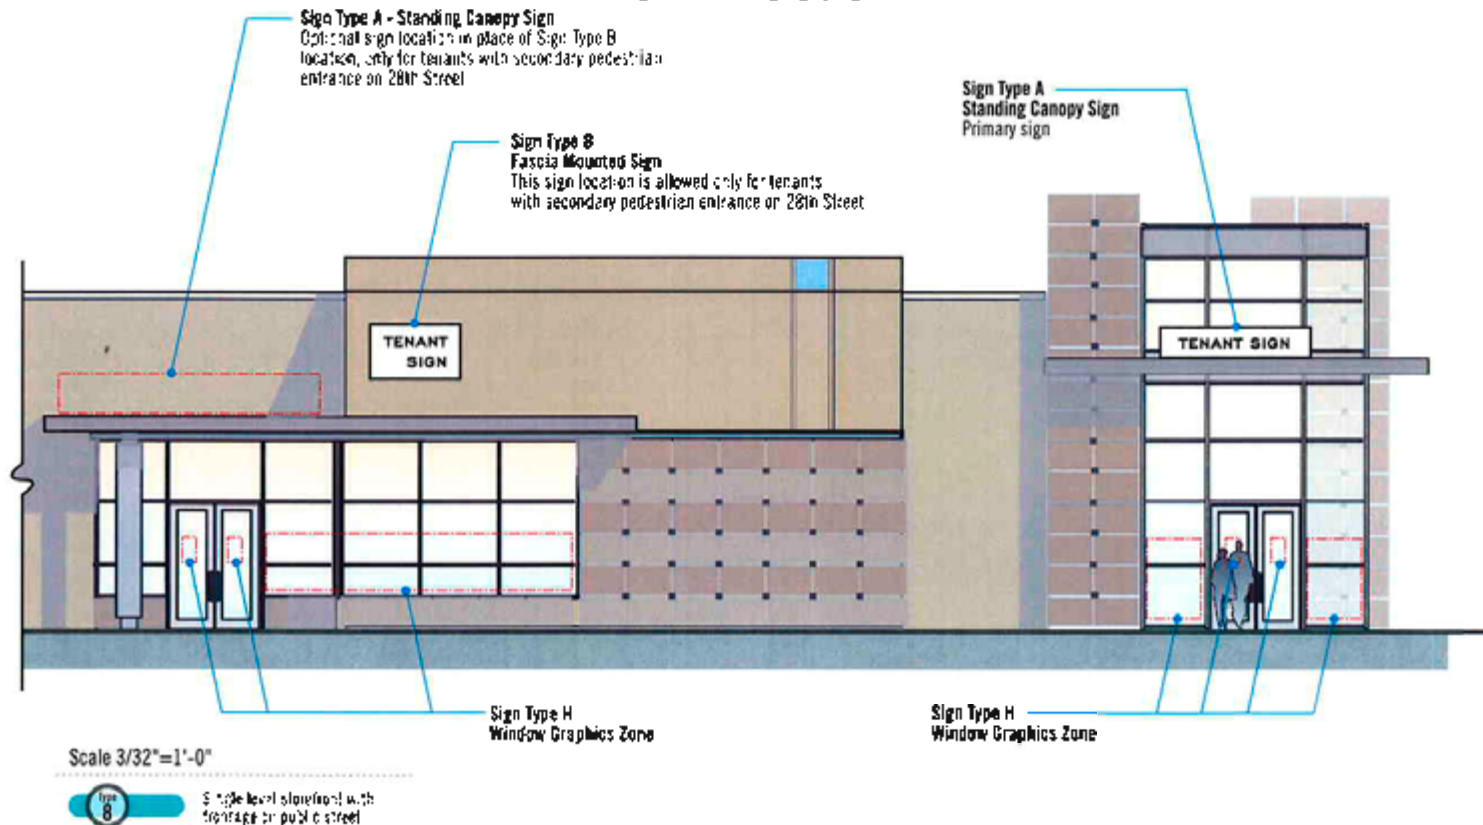 Sign Type A - Standing Canopy Sign
Optional sign location in place of Sign Type B
location, only for tenants with secondary pedestrian
entrance on 28th Street
Sign Type A
Standing Canopy Sign
Primary sign
Sign Type B
Fascia Mounted Sign
This sign location is allowed only for tenants
with secondary pedestrian entrance on 28th Street
TENANT
SIGN
TENANT SIGN
Sign Type H
Window Graphics Zone
Sign Type H
Window Graphics Zone
Scale 3/32"=1'-0"
Type
8
Single level storefront with
frontage on public street